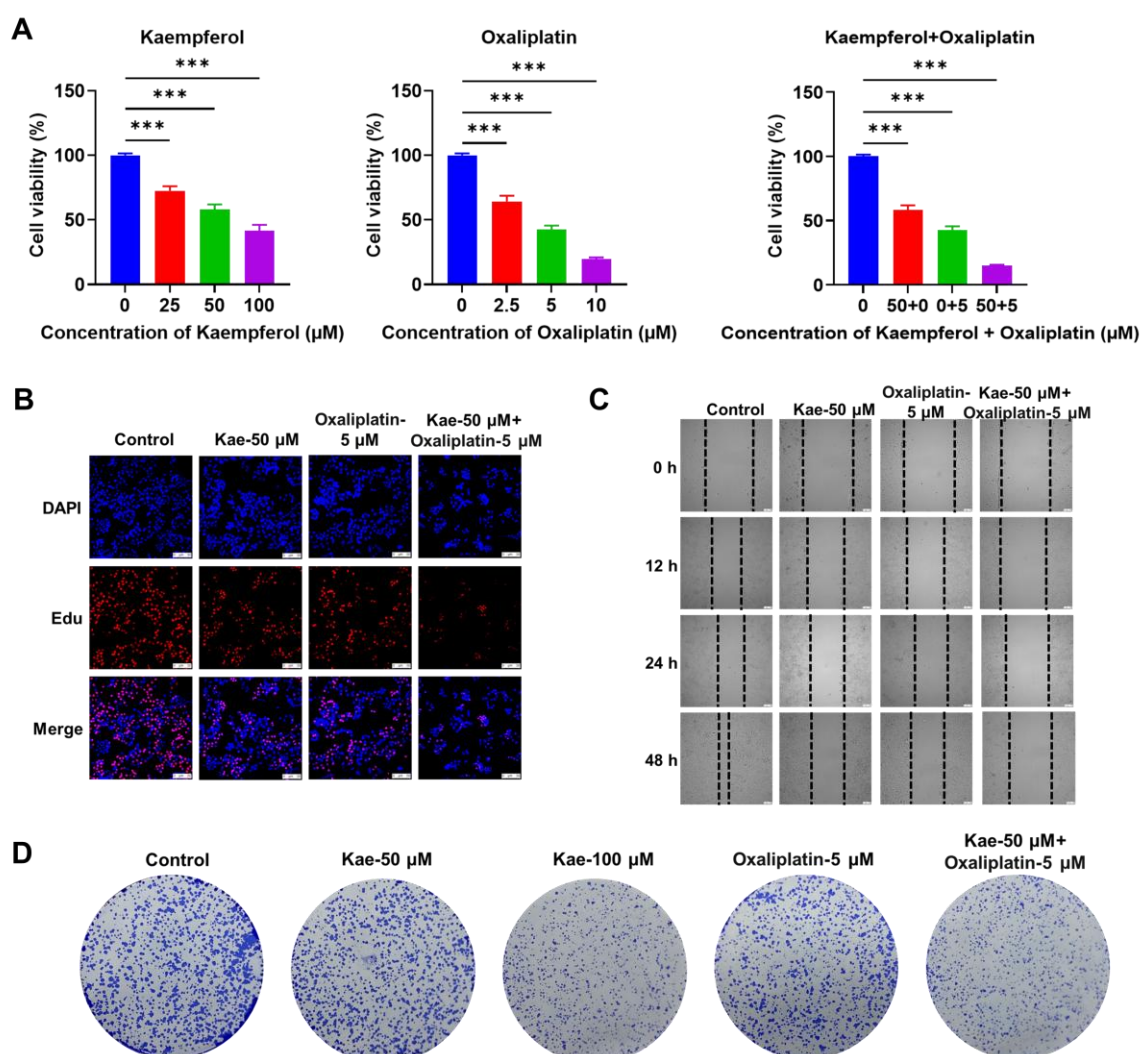 A
Kaempferol
***
***
***
150
100
50
0
Cell viability (%)
0 25 50 100
Concentration of Kaempferol (μM)
Oxaliplatin
***
***
***
150
100
50
0
Cell viability (%)
0 2.5 5 10
Concentration of Oxaliplatin (μM)
Kaempferol+Oxaliplatin
***
***
***
150
100
50
0
Cell viability (%)
0 50+0 0+5 50+5
Concentration of Kaempferol + Oxaliplatin (μM)
B
Control
Kae-50 μM
Oxaliplatin-
5 μM
Kae-50 μM+
Oxaliplatin-5 μM
DAPI
Edu
Merge
C
Control
Kae-50 μM
Oxaliplatin-
5 μM
Kae-50 μM+
Oxaliplatin-5 μM
0 h
12 h
24 h
48 h
D
Control
Kae-50 μM
Kae-100 μM
Oxaliplatin-5 μM
Kae-50 μM+
Oxaliplatin-5 μM